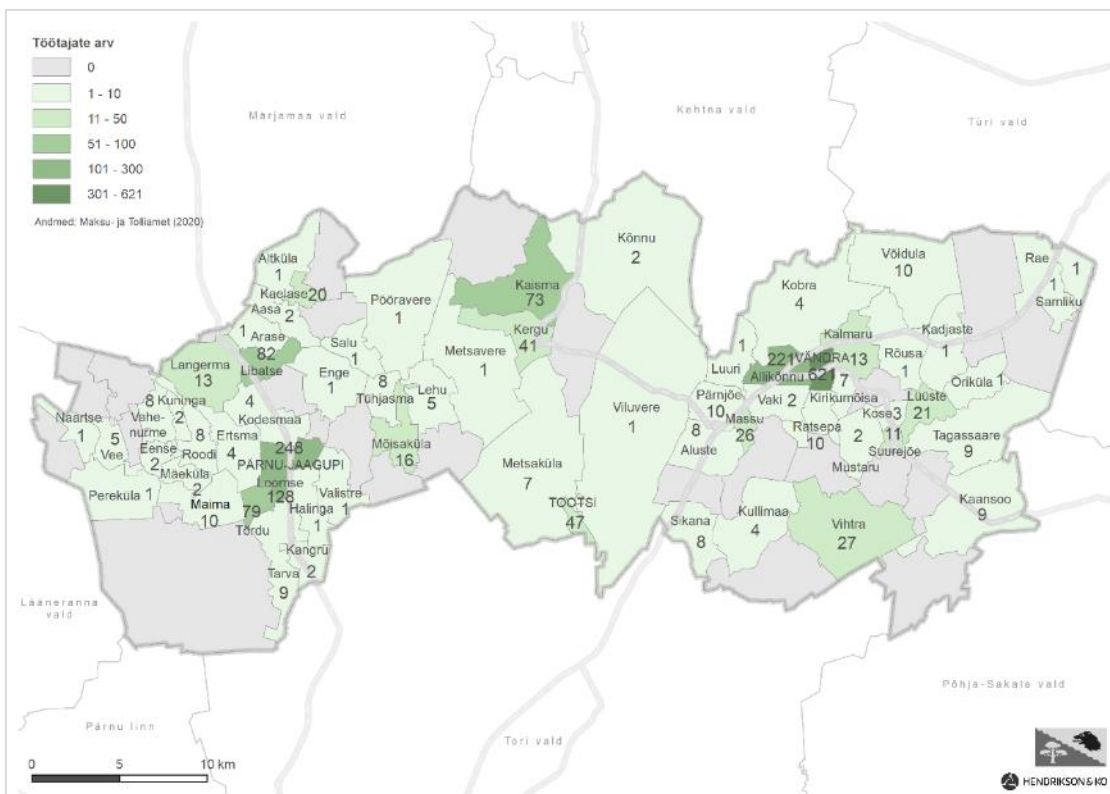 Töötajate arv
0
1 - 10
11 - 50
51 - 100
101 - 300
301 - 621
Andmed: Maksu- ja Tolliamet (2020)
Märjamaa vald
Kehtna vald
Türi vald
Altküla
1
Kaelase 20
Aasa 2
1
Arase
82
Libatse
Langerma
13
Pööravere
1
Salu
1
Enge
1
8
Tühjasma
Lehu
5
Mõisaküla
16
Kaisma
73
Kergu
41
Metsavere
1
Kõnnu
2
Viluvere
1
Metsaküla
7
TOOTSI
47
Naartse
1
5
Vee
8
Vahe-
nurme
Kuninga
2
4
Kodesmaa
8
Roodi
Ertsma
4
Eense
2
Mäeküla
2
Pereküla 1
Maima
10
248
PÄRNU-JAAGUPI
Loomse
128
79
Tõrdu
Halinga
1
Valistre
1
Kangru
2
Tarva
9
Kobra
4
Võidula
10
Rae
1
1
Samliku
Kalmaru
13
Kadjaste
1
Rõusa
1
Oriküla 1
1
Luuri
221
VÄNDRA
621
Allikõnnu
7
Pärnjõe
10
Vaki 2
Kirikumõisa
Kose 3
Lüüste
21
8
Aluste
Massu
26
Rätsepa
10
2
11
Suurejõe
Mustaru
Tagassaare
9
Kaansoo
9
Sikana
8
Kullimaa
4
Vihtra
27
Lääneranna
vald
Pärnu linn
Tori vald
Põhja-Sakala vald
0 5 10 km
HENDRIKSON & KO